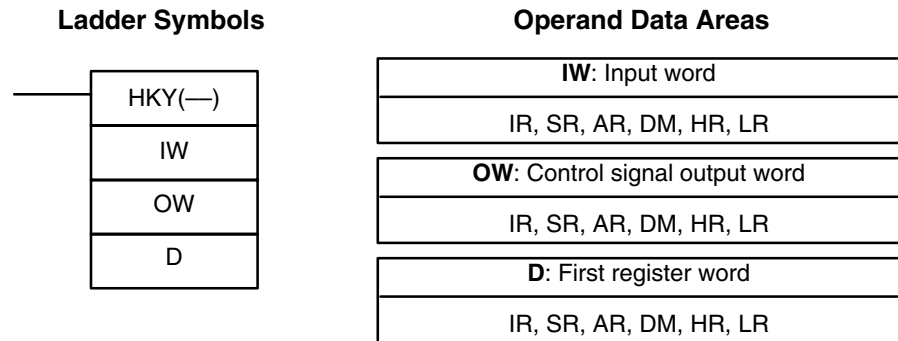 Ladder Symbols
HKY(—)
IW
OW
D
Operand Data Areas
IW: Input word
IR, SR, AR, DM, HR, LR
OW: Control signal output word
IR, SR, AR, DM, HR, LR
D: First register word
IR, SR, AR, DM, HR, LR